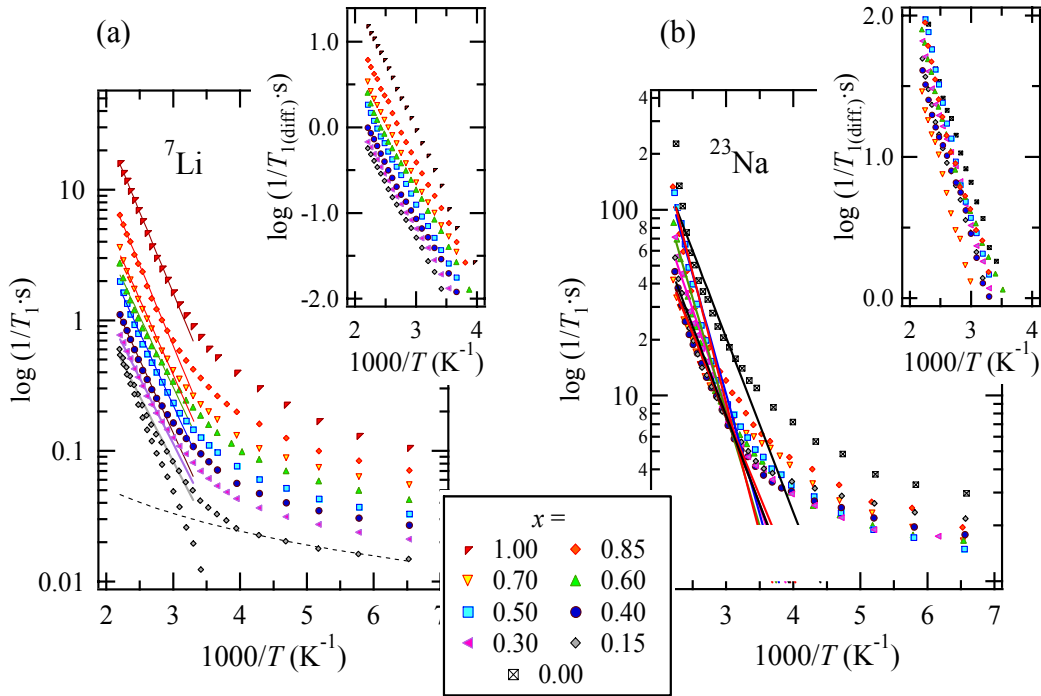 (a)
log (1/T1(diff.)·s)
1.0
0.0
-1.0
-2.0
2 3 4
1000/T (K-1)
7Li
log (1/T1·s)
10
1
0.1
0.01
1 2 3 4 5 6 7
1000/T (K-1)
(b)
log (1/T1(diff.)·s)
2.0
1.0
0.0
2 3 4
1000/T (K-1)
23Na
log (1/T1·s)
4
2
100
8
6
4
2
10
8
6
4
3 4 5 6 7
1000/T (K-1)
x =
1.00 0.85
0.70 0.60
0.50 0.40
0.30 0.15
0.00